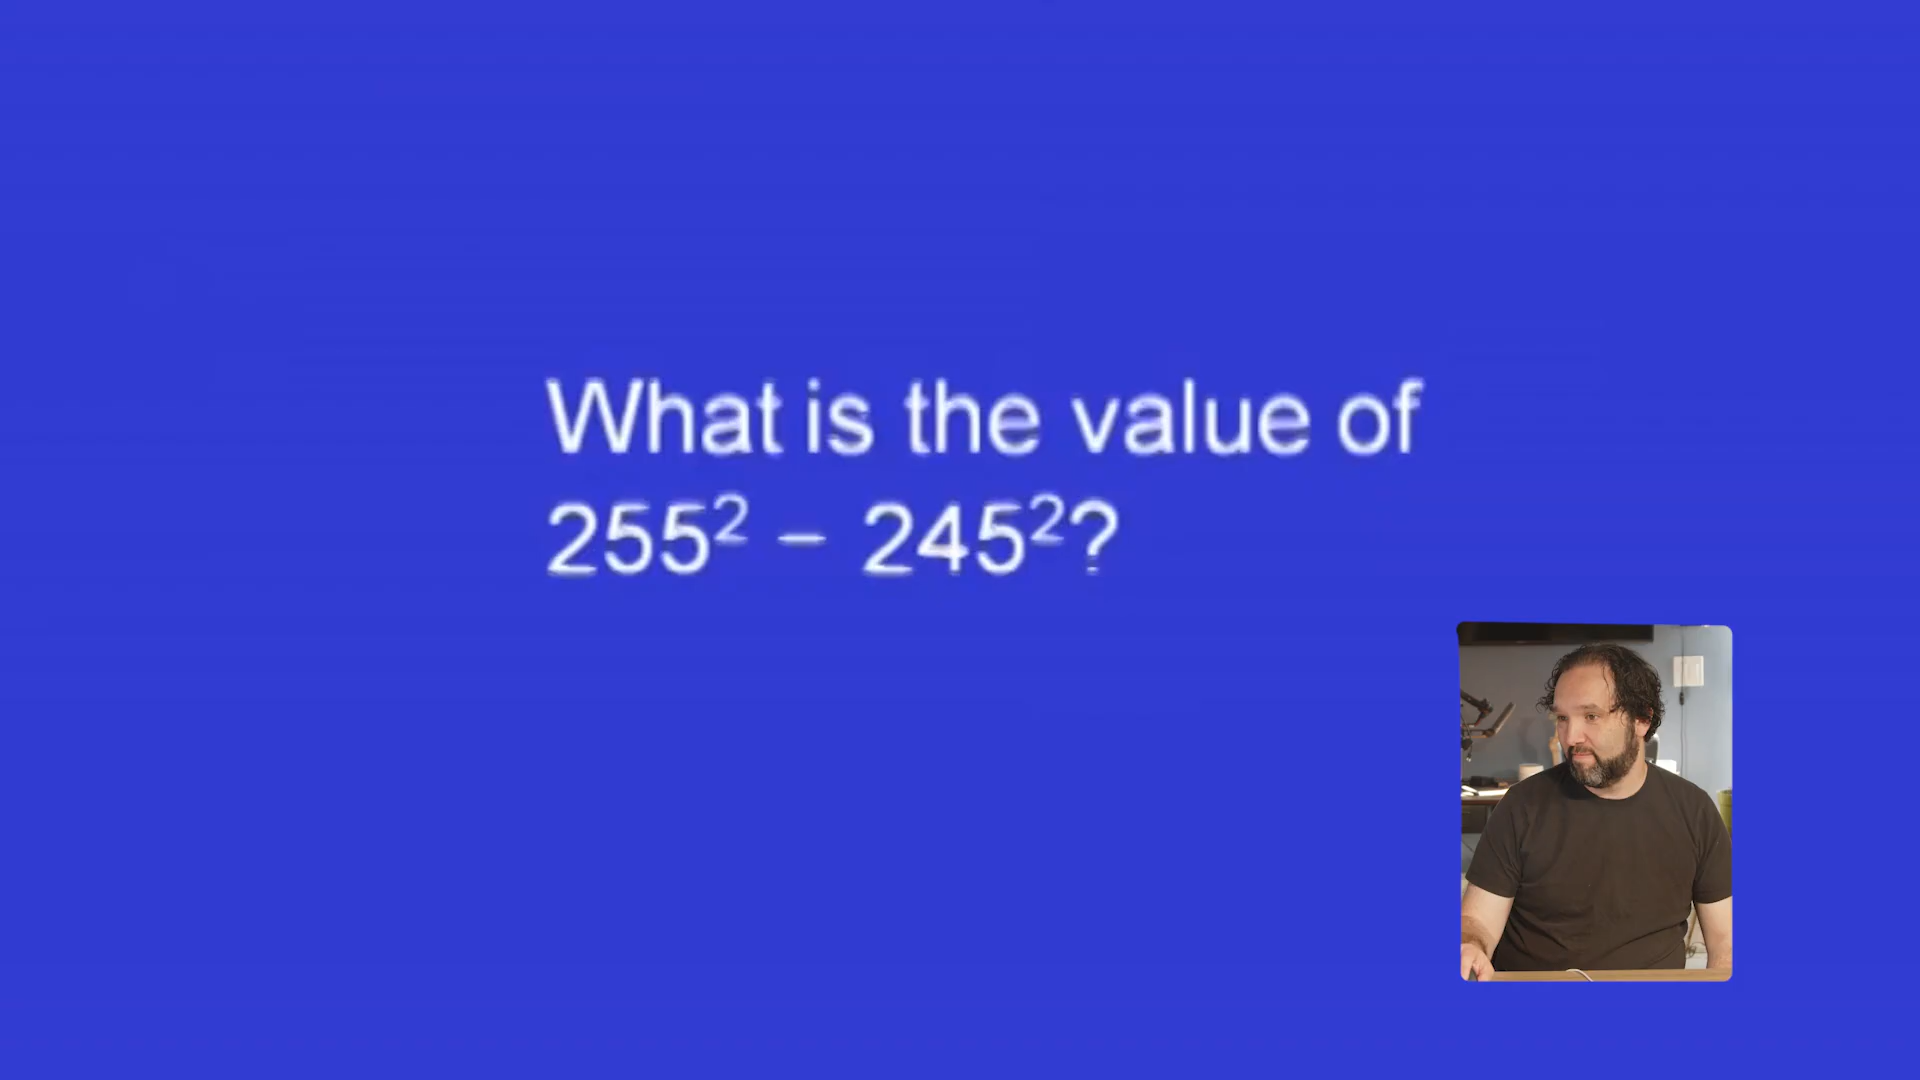 What is the value of
255² – 245²?